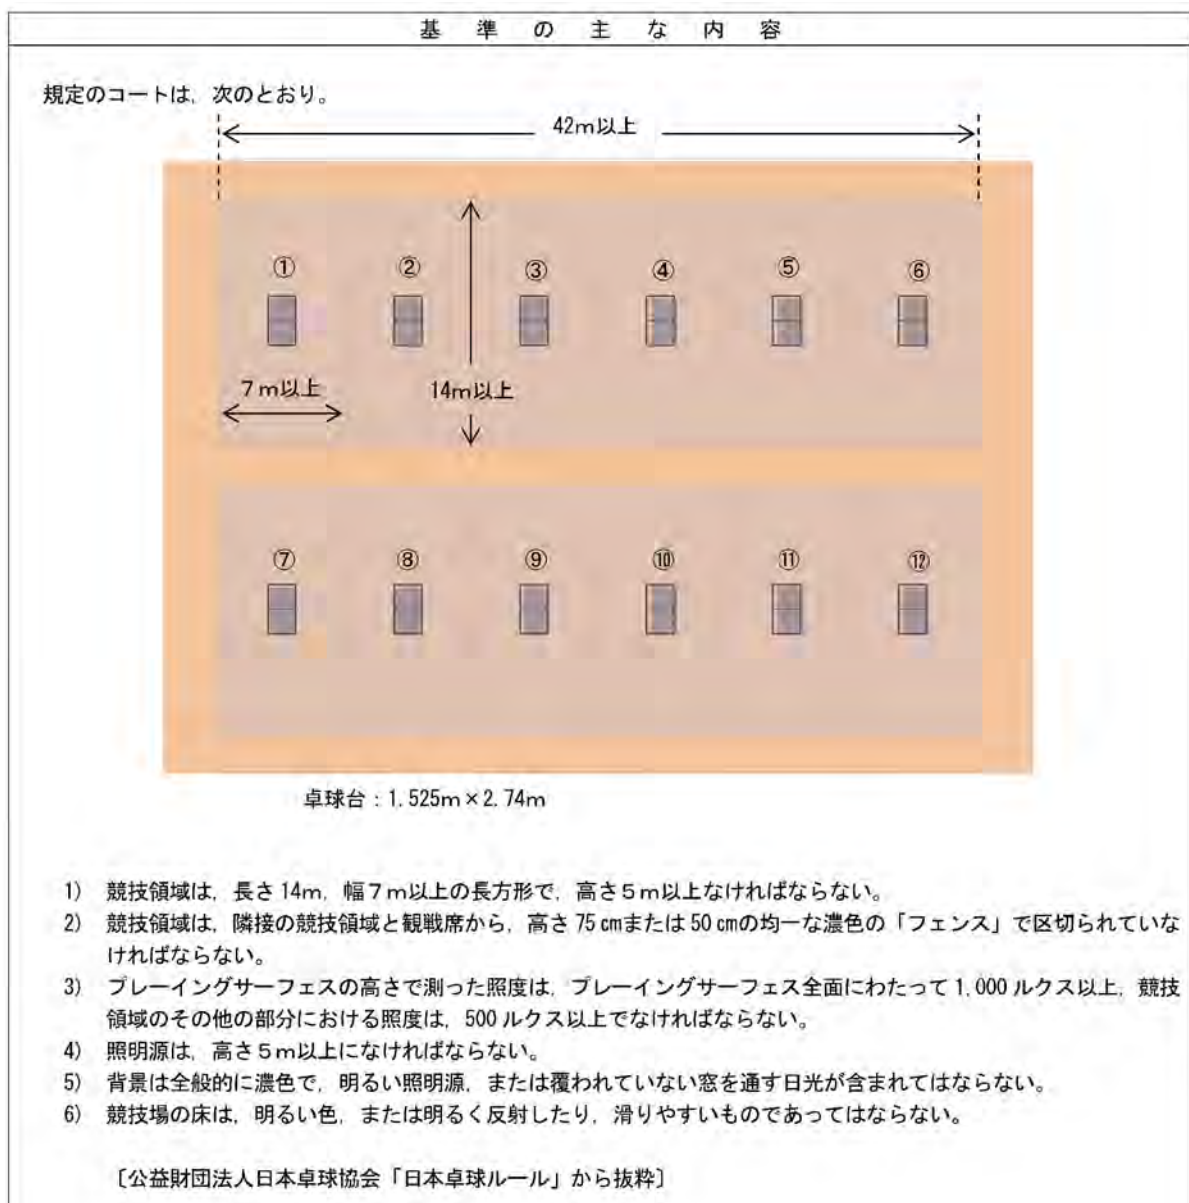 基準の主な内容
規定のコートは，次のとおり。
42ｍ以上
① ② ③ ④ ⑤ ⑥
７ｍ以上
14ｍ以上
⑦ ⑧ ⑨ ⑩ ⑪ ⑫
卓球台：1.525ｍ×2.74ｍ
1) 競技領域は，長さ 14ｍ，幅７ｍ以上の長方形で，高さ５ｍ以上なければならない。
2) 競技領域は，隣接の競技領域と観戦席から，高さ 75 ㎝または 50 ㎝の均一な濃色の「フェンス」で区切られていな
ければならない。
3) プレーイングサーフェスの高さで測った照度は，プレーイングサーフェス全面にわたって 1,000 ルクス以上，競技
領域のその他の部分における照度は，500 ルクス以上でなければならない。
4) 照明源は，高さ５ｍ以上になければならない。
5) 背景は全般的に濃色で，明るい照明源，または覆われていない窓を通す日光が含まれてはならない。
6) 競技場の床は，明るい色，または明るく反射したり，滑りやすいものであってはならない。
〔公益財団法人日本卓球協会「日本卓球ルール」から抜粋〕